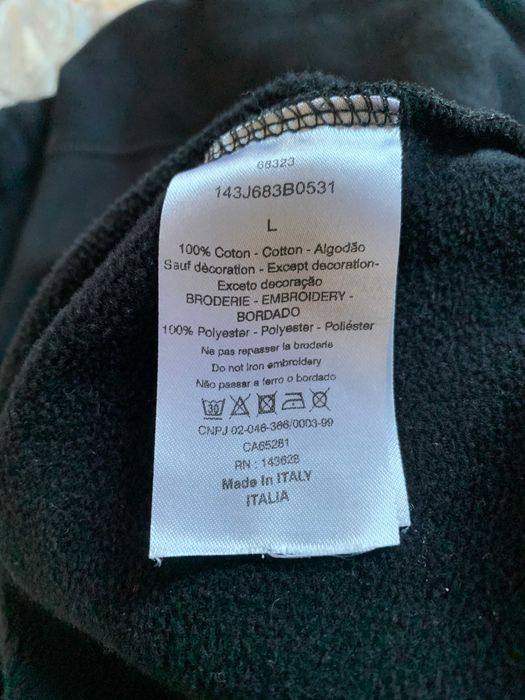 68323
143J683B0531
L
100% Coton - Cotton - Algodão
Sauf décoration - Except decoration-
Exceto decoração
BRODERIE - EMBROIDERY -
BORDADO
100% Polyester - Polyester - Poliéster
Ne pas repasser la broderie
Do not iron embroidery
Não passar a ferro o bordado
30
CNPJ 02-046-366/0003-99
CA65281
RN : 143628
Made in ITALY
ITALIA